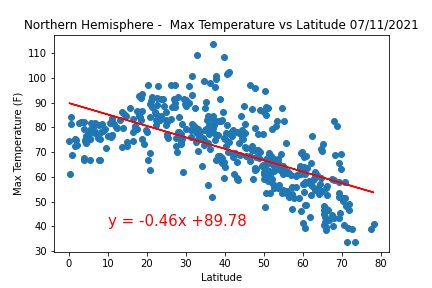 Northern Hemisphere -  Max Temperature vs Latitude 07/11/2021
Max Temperature (F)
110
100
90
80
70
60
50
40
30
y = -0.46x +89.78
0 10 20 30 40 50 60 70 80
Latitude